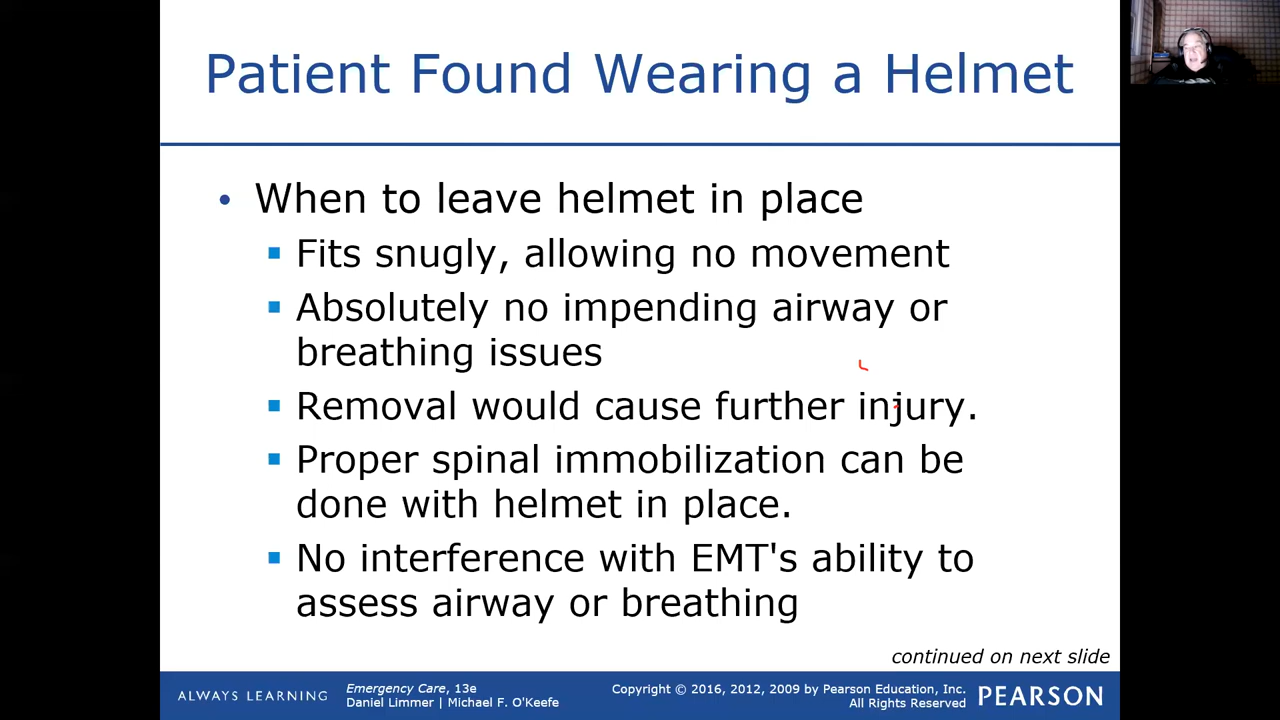 Patient Found Wearing a Helmet
• When to leave helmet in place
▪ Fits snugly, allowing no movement
▪ Absolutely no impending airway or
breathing issues
▪ Removal would cause further injury.
▪ Proper spinal immobilization can be
done with helmet in place.
▪ No interference with EMT's ability to
assess airway or breathing
continued on next slide
ALWAYS LEARNING
Emergency Care, 13e
Daniel Limmer | Michael F. O'Keefe
Copyright © 2016, 2012, 2009 by Pearson Education, Inc.
All Rights Reserved
PEARSON